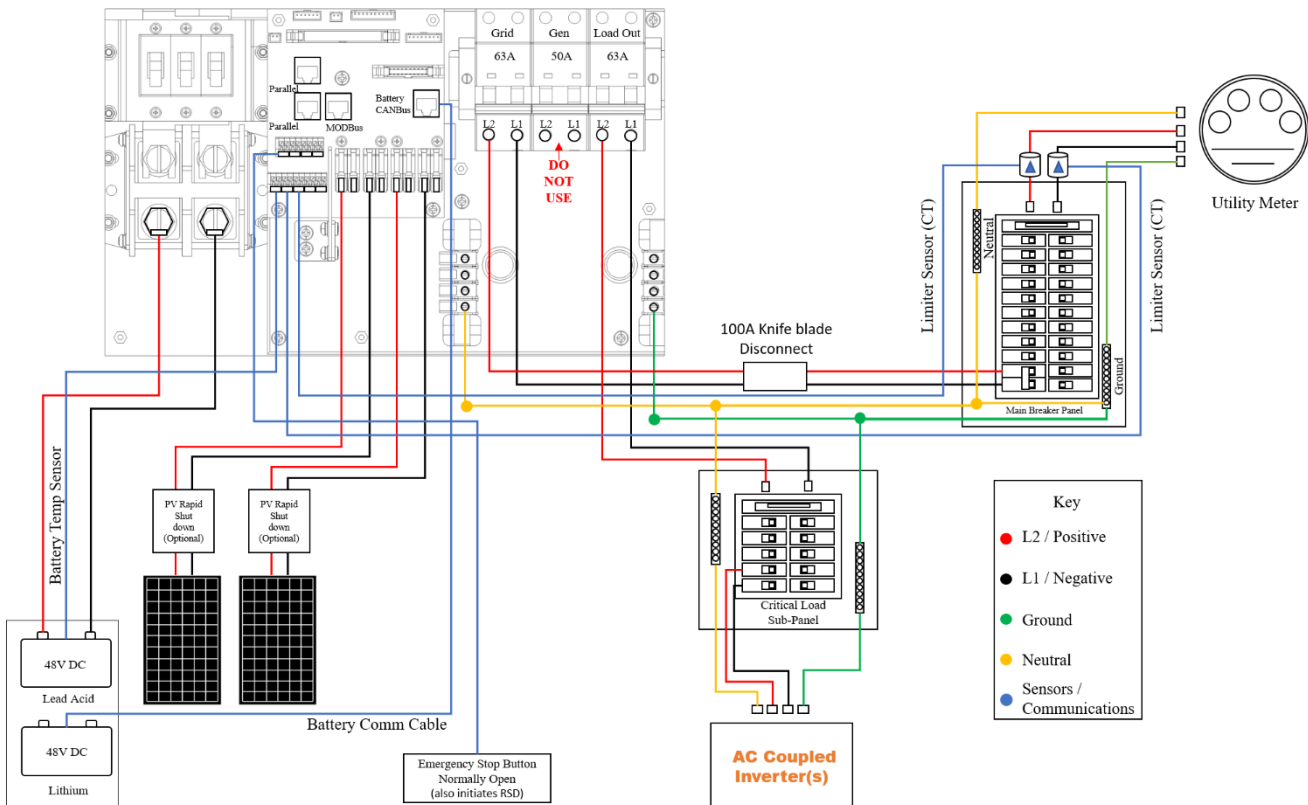 Grid
Gen
Load Out
63A
50A
63A
Parallel
Parallel
MODBus
Battery
CANBus
L2
L1
L2
L1
L2
L1
DO
NOT
USE
Utility Meter
Limiter Sensor (CT)
Neutral
Limiter Sensor (CT)
Ground
Main Breaker Panel
100A Knife blade
Disconnect
Battery Temp Sensor
PV Rapid
Shut
down
(Optional)
PV Rapid
Shut
down
(Optional)
Critical Load
Sub-Panel
Key
L2 / Positive
L1 / Negative
Ground
Neutral
Sensors /
Communications
48V DC
Lead Acid
48V DC
Lithium
Battery Comm Cable
Emergency Stop Button
Normally Open
(also initiates RSD)
AC Coupled
Inverter(s)